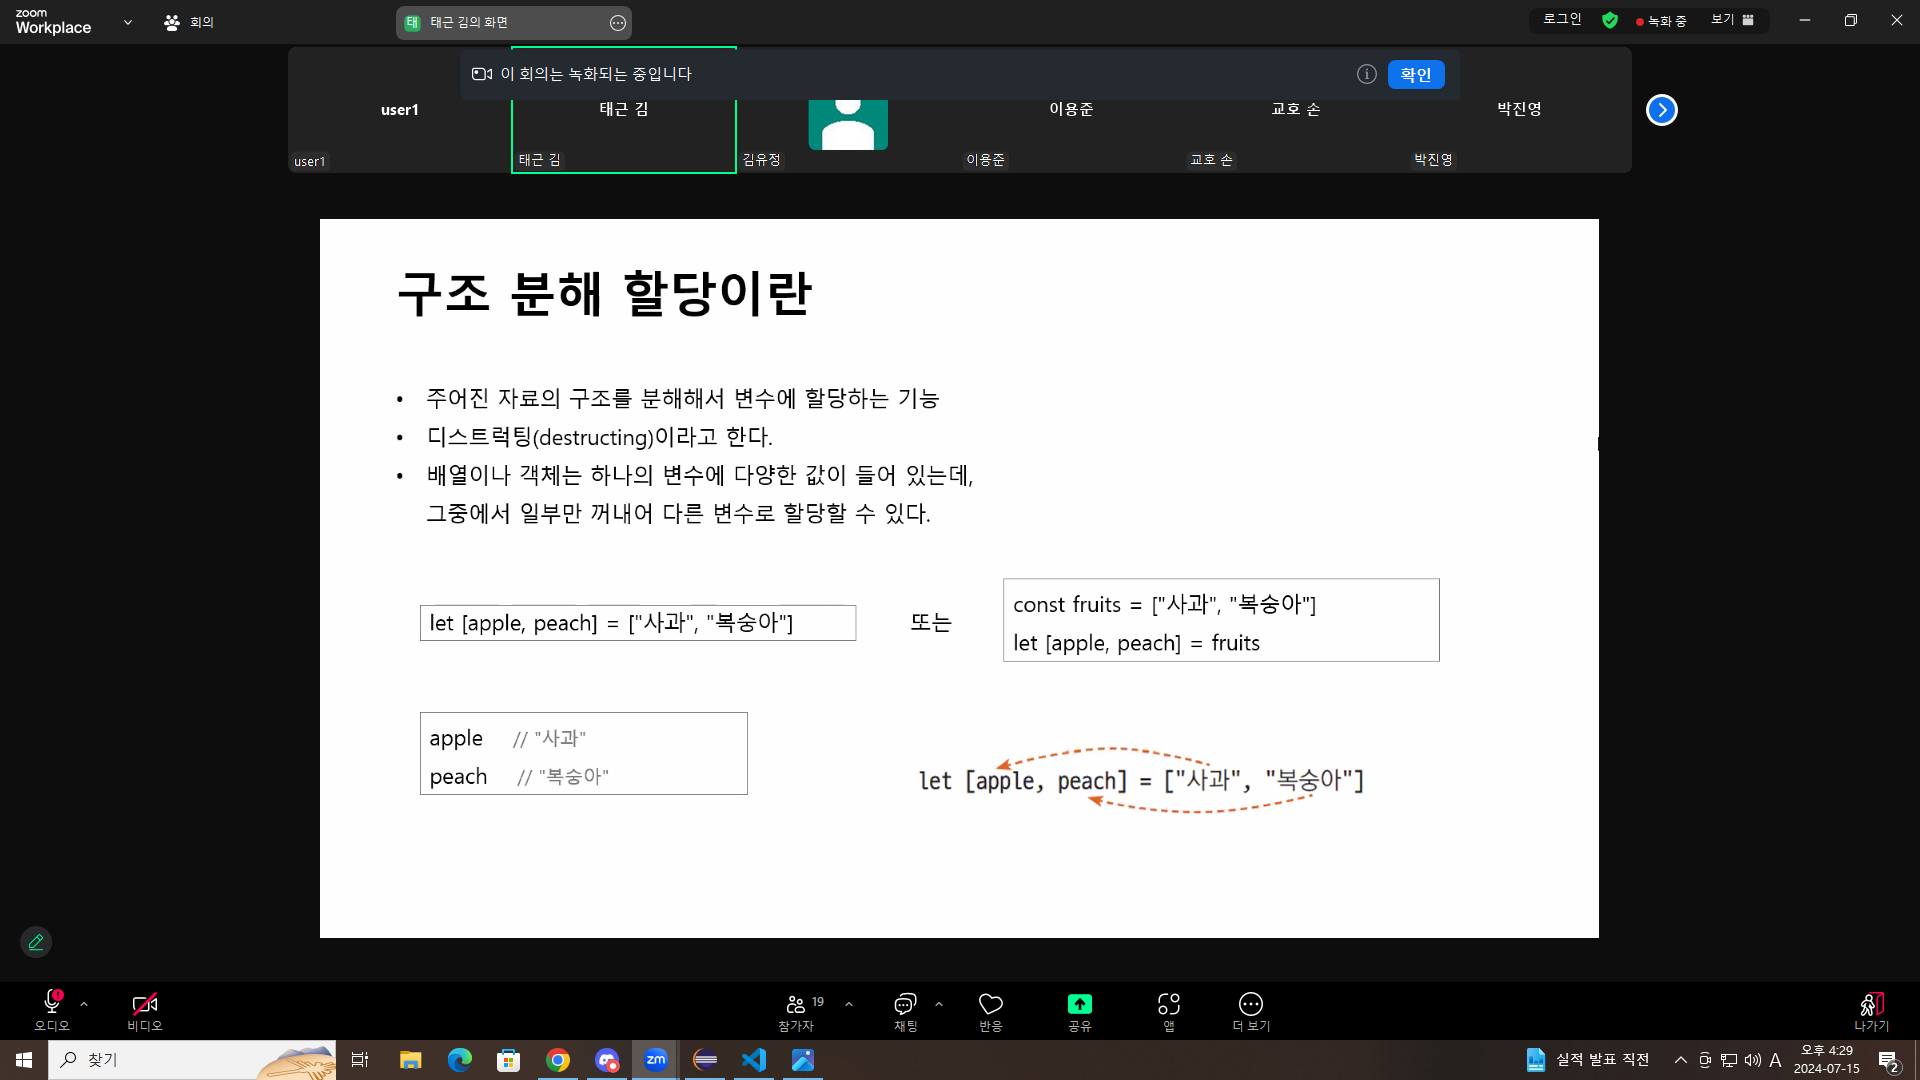 zoom
Workplace
회의
태 태근 김의 화면
로그인
녹화 중
보기
이 회의는 녹화되는 중입니다
확인
user1
태근 김
이용준
교호 손
박진영
user1
태근 김
김유정
이용준
교호 손
박진영
구조 분해 할당이란
• 주어진 자료의 구조를 분해해서 변수에 할당하는 기능
• 디스트럭팅(destructing)이라고 한다.
• 배열이나 객체는 하나의 변수에 다양한 값이 들어 있는데,
그중에서 일부만 꺼내어 다른 변수로 할당할 수 있다.
let [apple, peach] = ["사과", "복숭아"]
또는
const fruits = ["사과", "복숭아"]
let [apple, peach] = fruits
apple // "사과"
peach // "복숭아"
let [apple, peach] = ["사과", "복숭아"]
오디오
비디오
참가자
19
채팅
반응
공유
앱
더 보기
나가기
찾기
zm
실적 발표 직전
A
오후 4:29
2024-07-15
2